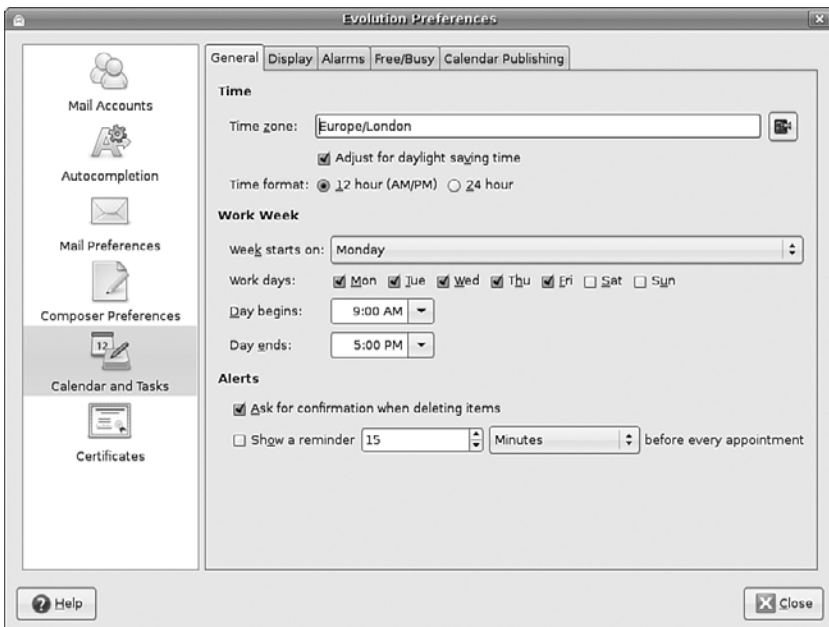 Evolution Preferences
Mail Accounts
Autocompletion
Mail Preferences
Composer Preferences
12
Calendar and Tasks
Certificates
General Display Alarms Free/Busy Calendar Publishing
Time
Time zone: Europe/London
Adjust for daylight saving time
Time format: 12 hour (AM/PM) 24 hour
Work Week
Week starts on: Monday
Work days: Mon Tue Wed Thu Fri Sat Sun
Day begins: 9:00 AM
Day ends: 5:00 PM
Alerts
Ask for confirmation when deleting items
Show a reminder 15 Minutes before every appointment
Help
Close